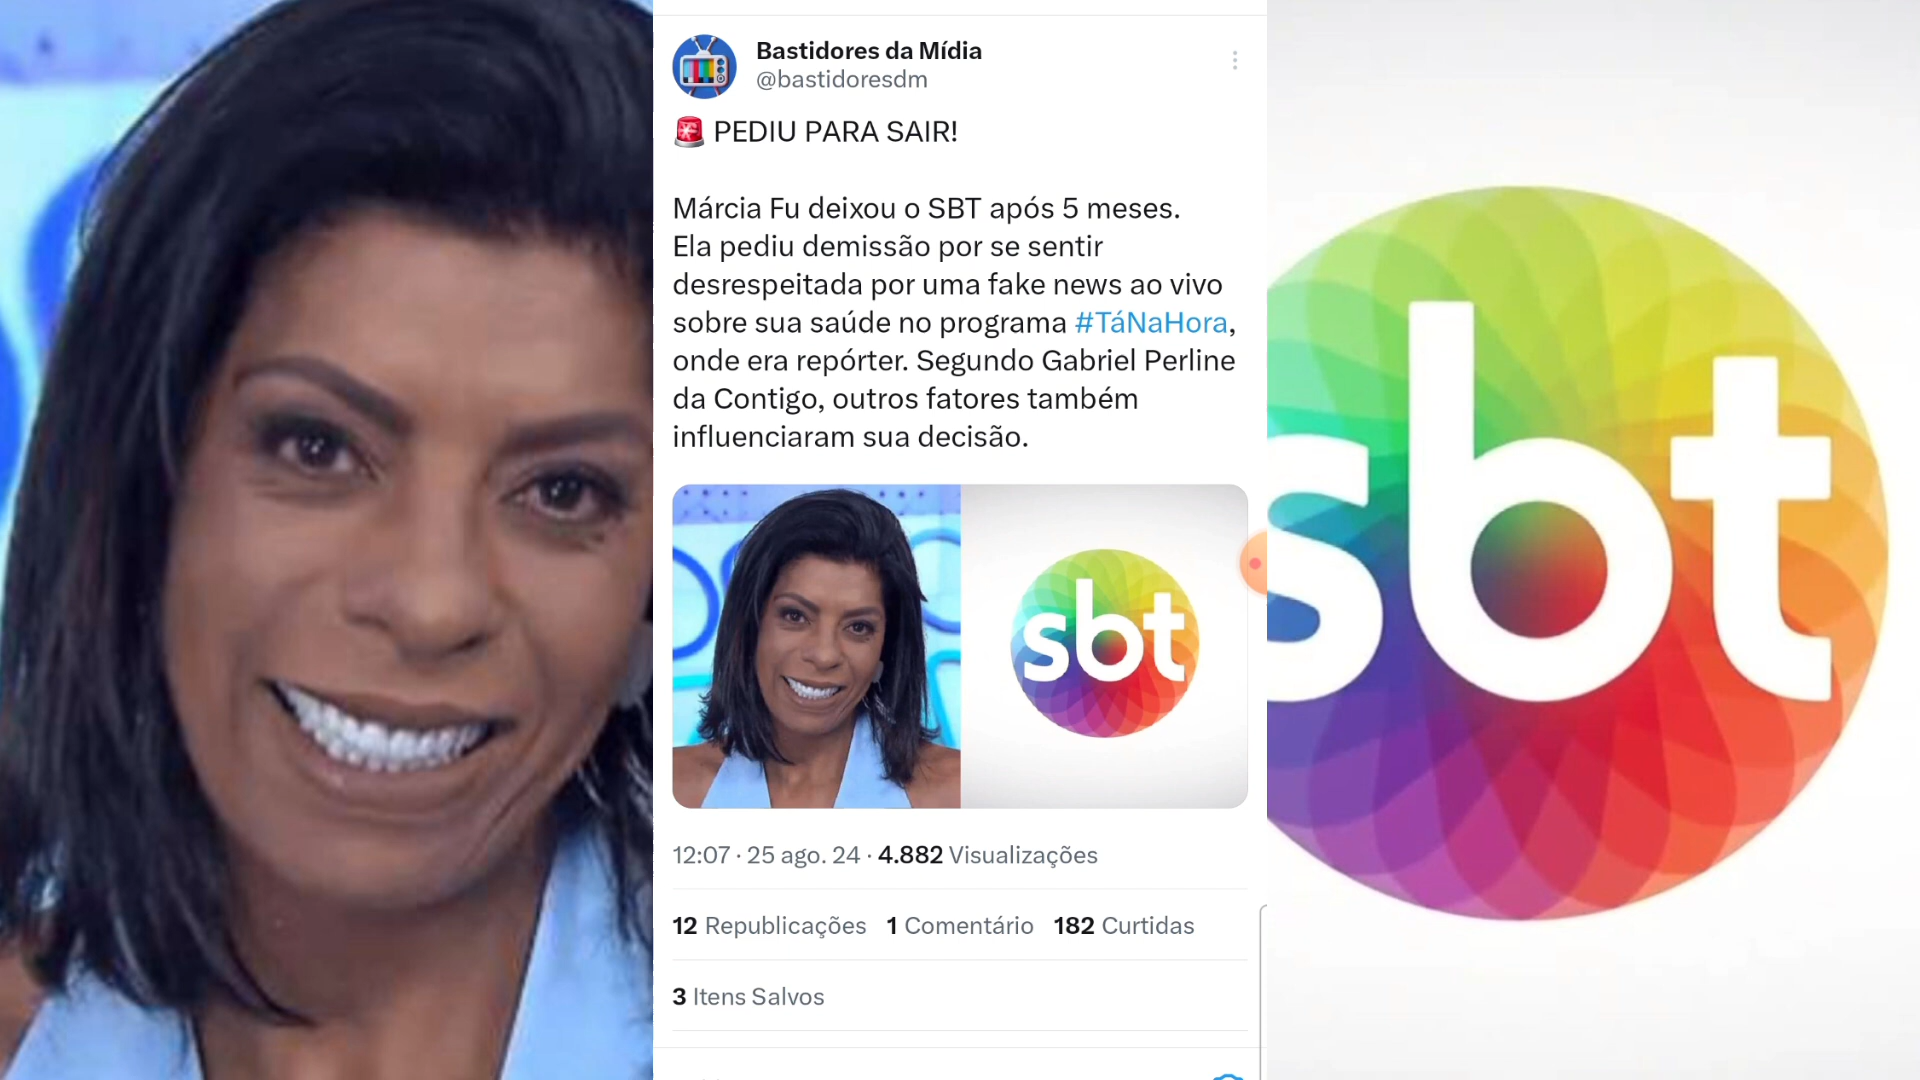 Bastidores da Mídia
@bastidoresdm
🚨 PEDIU PARA SAIR!
Márcia Fu deixou o SBT após 5 meses.
Ela pediu demissão por se sentir
desrespeitada por uma fake news ao vivo
sobre sua saúde no programa #TáNaHora,
onde era repórter. Segundo Gabriel Perline
da Contigo, outros fatores também
influenciaram sua decisão.
sbt
12:07 · 25 ago. 24 · 4.882 Visualizações
12 Republicações 1 Comentário 182 Curtidas
3 Itens Salvos
sbt